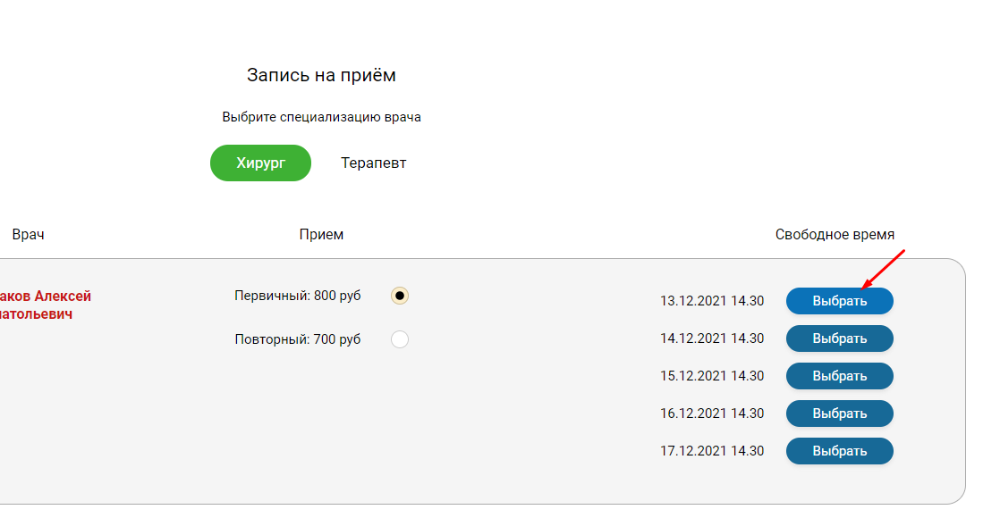 Запись на приём
Выбрите специализацию врача
Хирург Терапевт
Врач Прием Свободное время
аков Алексей
атольевич
Первичный: 800 руб
Повторный: 700 руб
13.12.2021 14.30 Выбрать
14.12.2021 14.30 Выбрать
15.12.2021 14.30 Выбрать
16.12.2021 14.30 Выбрать
17.12.2021 14.30 Выбрать